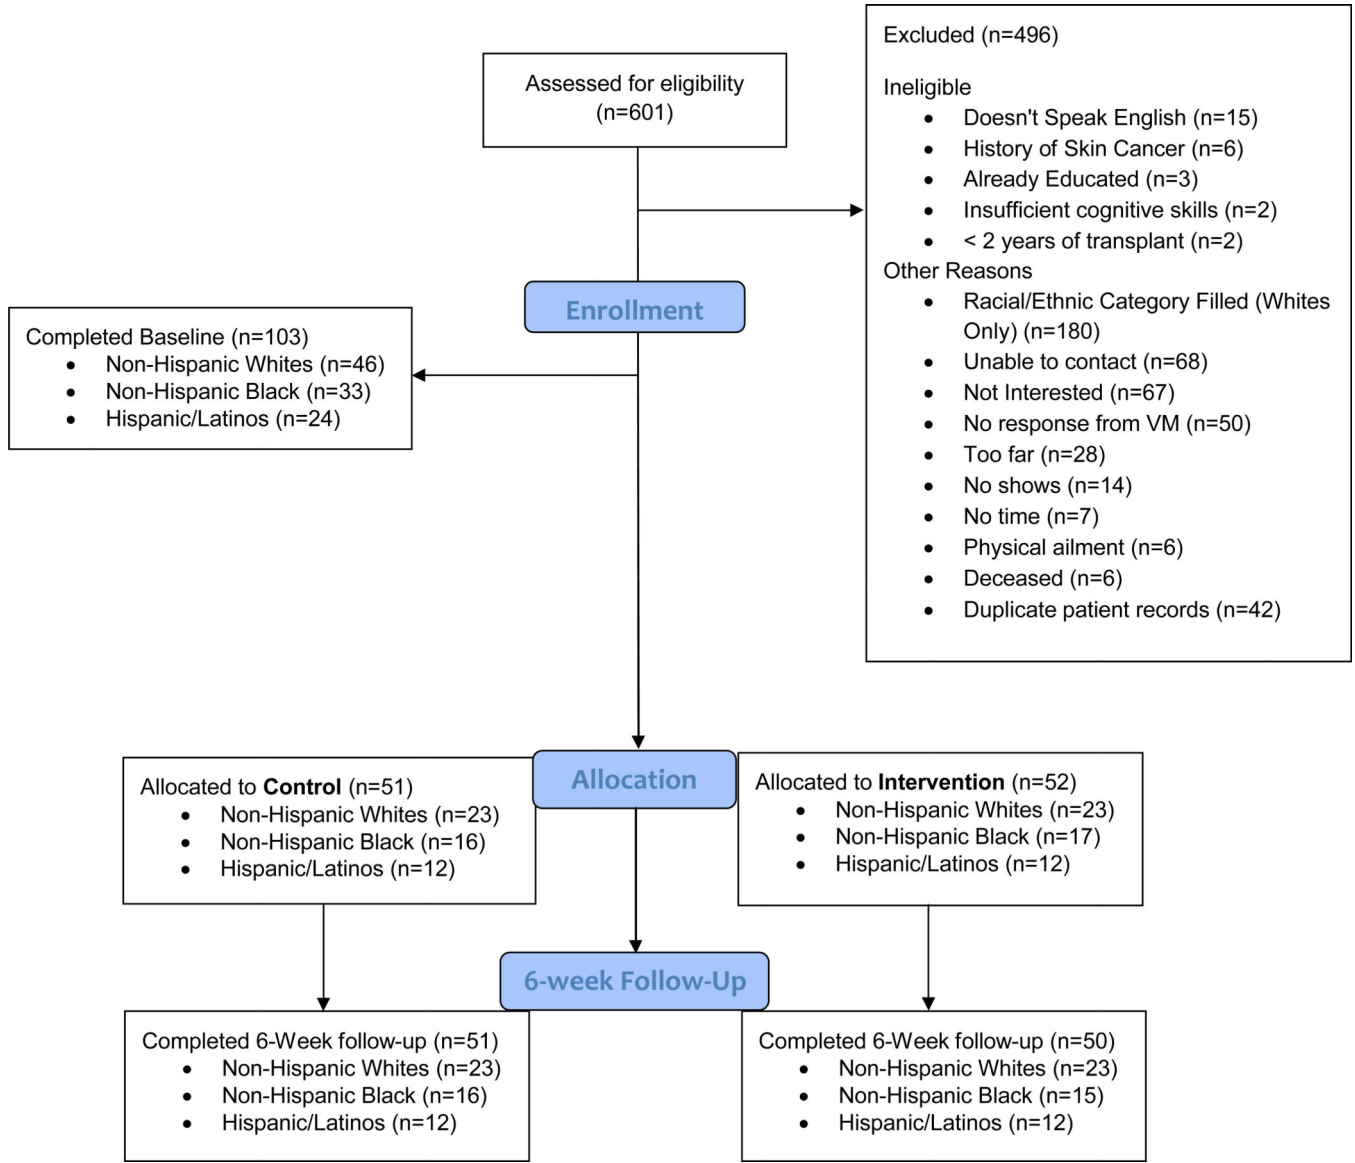 Assessed for eligibility
(n=601)
Excluded (n=496)
Ineligible
• Doesn't Speak English (n=15)
• History of Skin Cancer (n=6)
• Already Educated (n=3)
• Insufficient cognitive skills (n=2)
• < 2 years of transplant (n=2)
Other Reasons
• Racial/Ethnic Category Filled (Whites
Only) (n=180)
• Unable to contact (n=68)
• Not Interested (n=67)
• No response from VM (n=50)
• Too far (n=28)
• No shows (n=14)
• No time (n=7)
• Physical ailment (n=6)
• Deceased (n=6)
• Duplicate patient records (n=42)
Enrollment
Completed Baseline (n=103)
• Non-Hispanic Whites (n=46)
• Non-Hispanic Black (n=33)
• Hispanic/Latinos (n=24)
Allocation
Allocated to Control (n=51)
• Non-Hispanic Whites (n=23)
• Non-Hispanic Black (n=16)
• Hispanic/Latinos (n=12)
Allocated to Intervention (n=52)
• Non-Hispanic Whites (n=23)
• Non-Hispanic Black (n=17)
• Hispanic/Latinos (n=12)
6-week Follow-Up
Completed 6-Week follow-up (n=51)
• Non-Hispanic Whites (n=23)
• Non-Hispanic Black (n=16)
• Hispanic/Latinos (n=12)
Completed 6-Week follow-up (n=50)
• Non-Hispanic Whites (n=23)
• Non-Hispanic Black (n=15)
• Hispanic/Latinos (n=12)